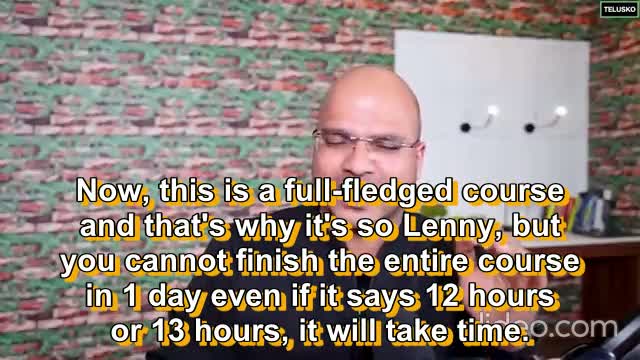 TELUSKO
Now, this is a full-fledged course
and that's why it's so Lenny, but
you cannot finish the entire course
in 1 day even if it says 12 hours
or 13 hours, it will take time.